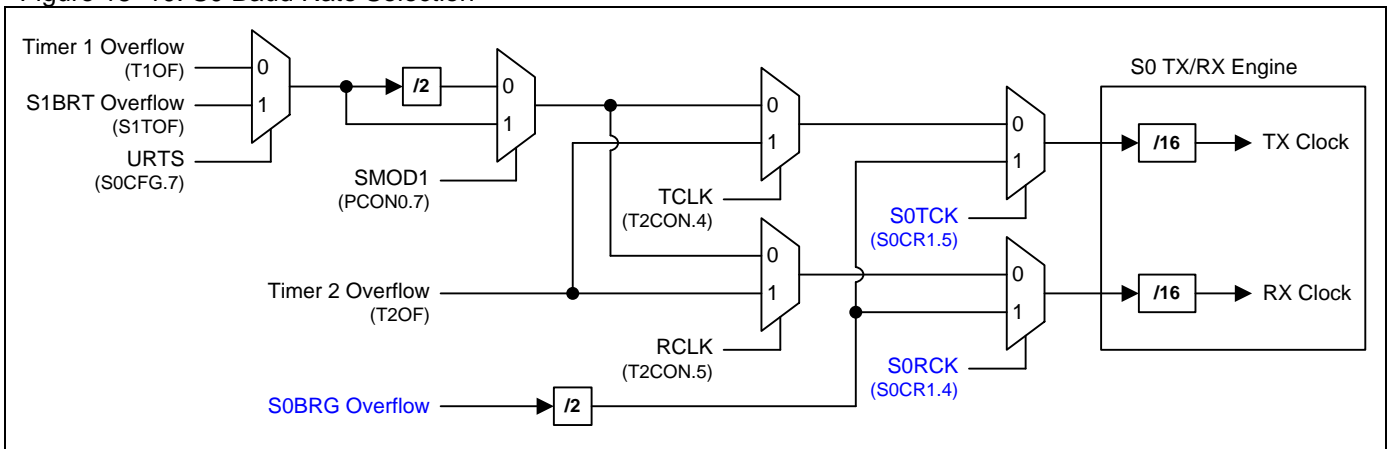 Figure S0 Baud Rate Selection
Timer 1 Overflow
(T1OF)
S1BRT Overflow
(S1TOF)
URTS
(S0CFG.7)
0
1
/2
0
1
SMOD1
(PCON0.7)
0
1
TCLK
(T2CON.4)
0
1
S0TCK
(S0CR1.5)
S0 TX/RX Engine
/16
TX Clock
Timer 2 Overflow
(T2OF)
0
1
RCLK
(T2CON.5)
0
1
S0RCK
(S0CR1.4)
/16
RX Clock
S0BRG Overflow
/2